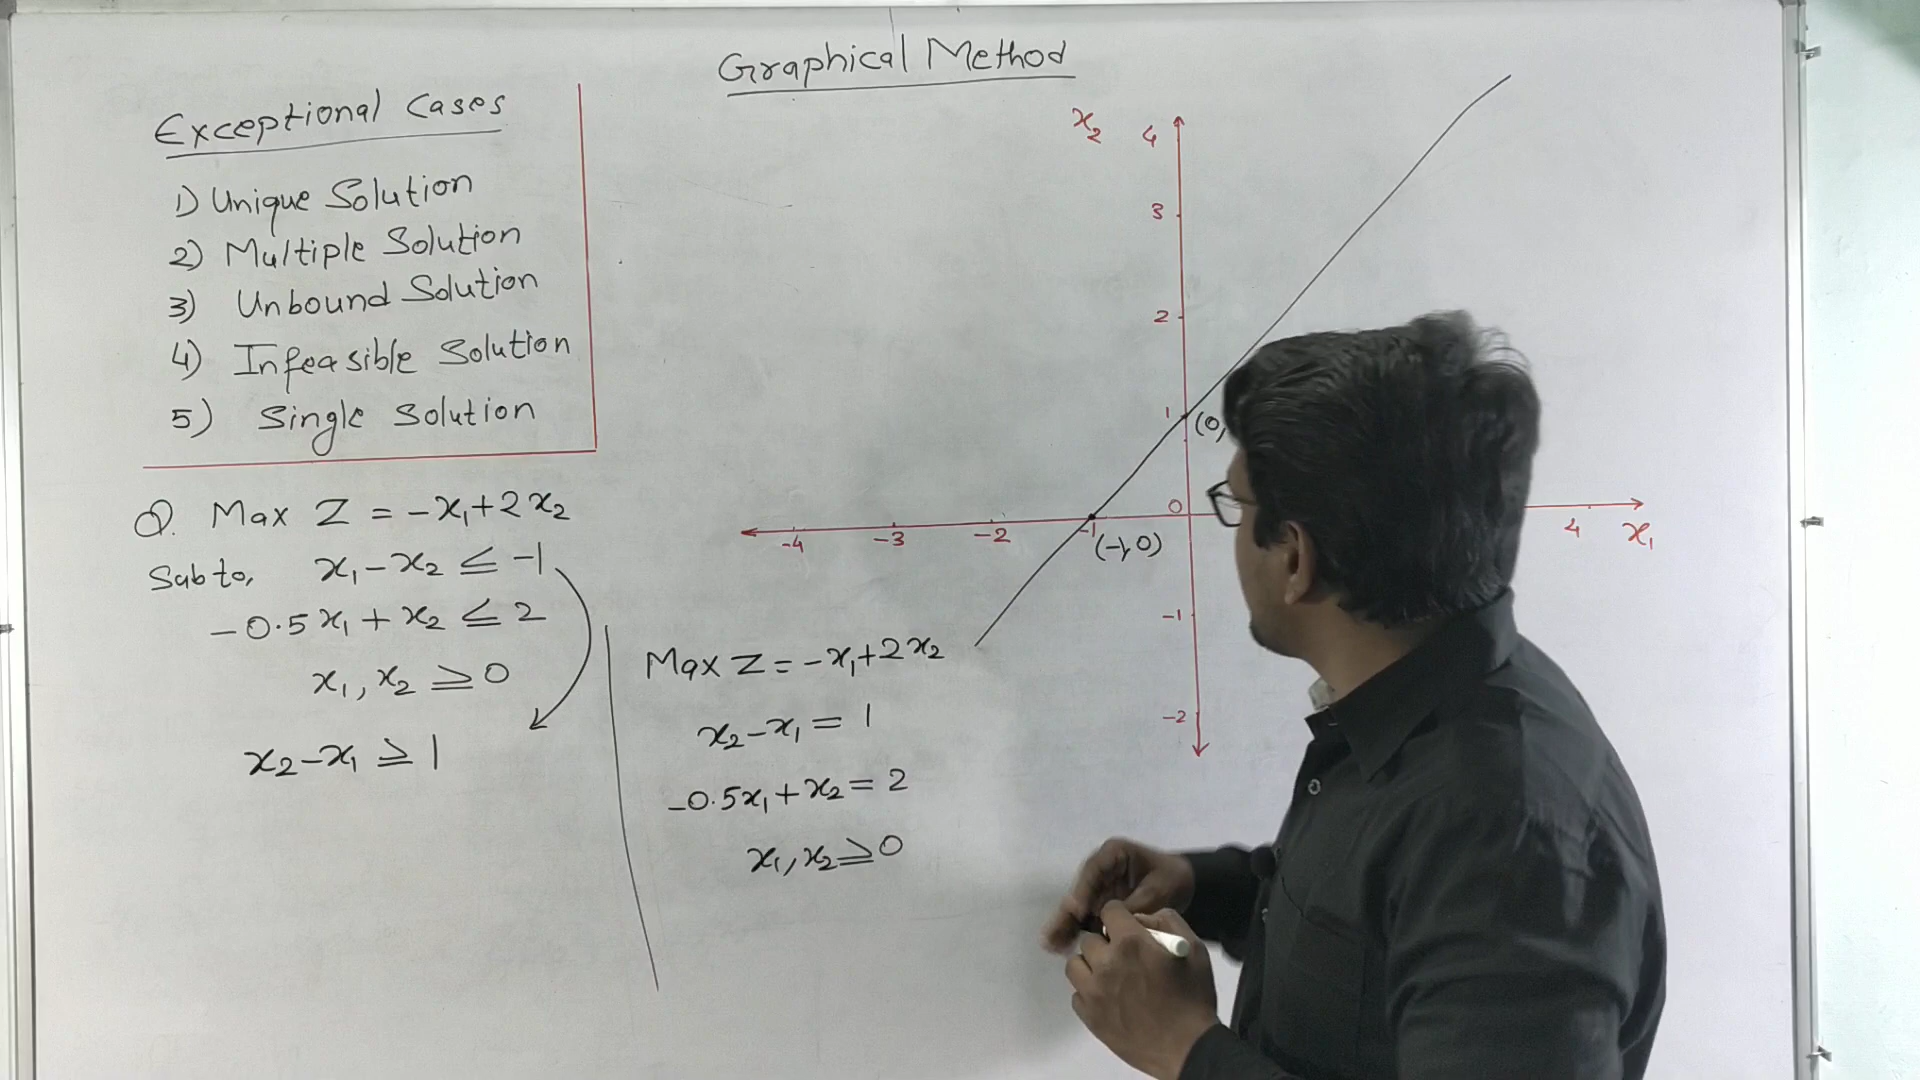 Graphical Method
Exceptional Cases
1) Unique Solution
2) Multiple Solution
3) Unbound Solution
4) Infeasible Solution
5) Single Solution
Q. Max Z = -x₁+2x₂
Sub to, x₁-x₂ ≤ -1
-0.5x₁+x₂ ≤ 2
x₁, x₂ ≥ 0
x₂-x₁ ≥ 1
Max Z = -x₁+2x₂
x₂-x₁ = 1
-0.5x₁+x₂ = 2
x₁, x₂ ≥ 0
x₂ 4
3
2
1 (0,
0
-4 -3 -2 -1 4 x₁
(-1,0)
-1
-2